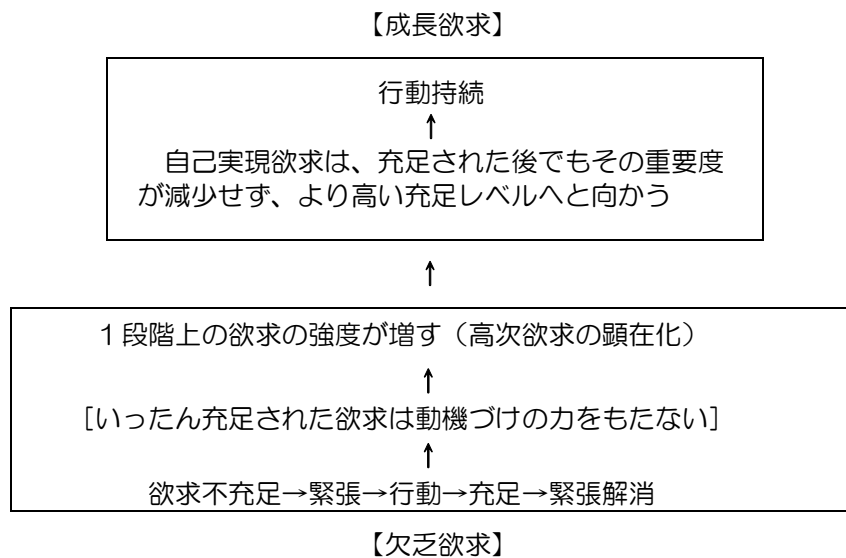 【成長欲求】
行動持続
↑
自己実現欲求は、充足された後でもその重要度
が減少せず、より高い充足レベルへと向かう
↑
1段階上の欲求の強度が増す（高次欲求の顕在化）
↑
[いったん充足された欲求は動機づけの力をもたない]
↑
欲求不充足→緊張→行動→充足→緊張解消
【欠乏欲求】